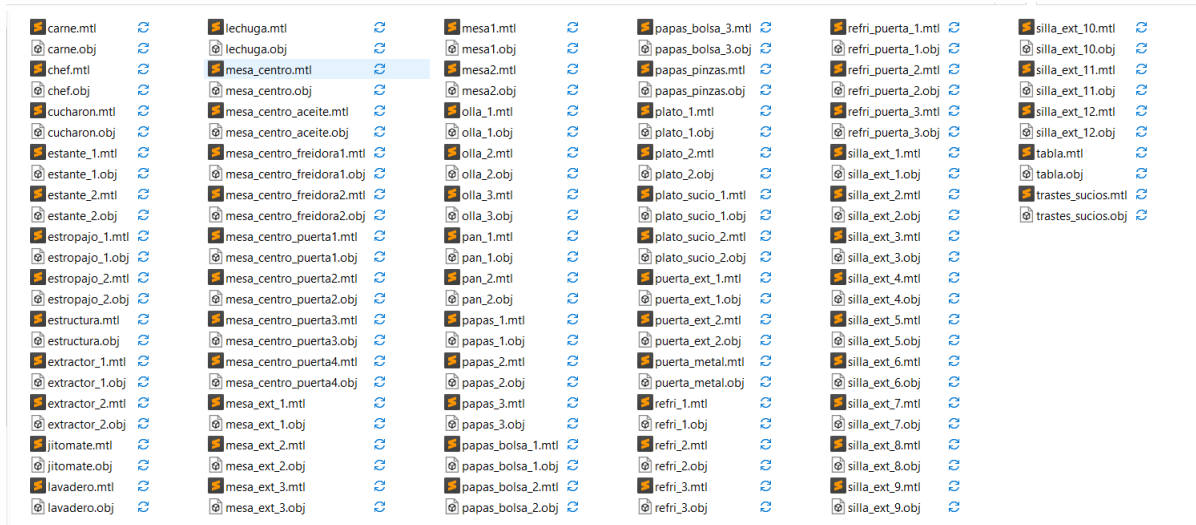 carne.mtl
carne.obj
chef.mtl
chef.obj
cucharon.mtl
cucharon.obj
estante_1.mtl
estante_1.obj
estante_2.mtl
estante_2.obj
estropajo_1.mtl
estropajo_1.obj
estropajo_2.mtl
estropajo_2.obj
estructura.mtl
estructura.obj
extractor_1.mtl
extractor_1.obj
extractor_2.mtl
extractor_2.obj
jitomate.mtl
jitomate.obj
lavadero.mtl
lavadero.obj
lechuga.mtl
lechuga.obj
mesa_centro.mtl
mesa_centro.obj
mesa_centro_aceite.mtl
mesa_centro_aceite.obj
mesa_centro_freidora1.mtl
mesa_centro_freidora1.obj
mesa_centro_freidora2.mtl
mesa_centro_freidora2.obj
mesa_centro_puerta1.mtl
mesa_centro_puerta1.obj
mesa_centro_puerta2.mtl
mesa_centro_puerta2.obj
mesa_centro_puerta3.mtl
mesa_centro_puerta3.obj
mesa_centro_puerta4.mtl
mesa_centro_puerta4.obj
mesa_ext_1.mtl
mesa_ext_1.obj
mesa_ext_2.mtl
mesa_ext_2.obj
mesa_ext_3.mtl
mesa_ext_3.obj
mesa1.mtl
mesa1.obj
mesa2.mtl
mesa2.obj
olla_1.mtl
olla_1.obj
olla_2.mtl
olla_2.obj
olla_3.mtl
olla_3.obj
pan_1.mtl
pan_1.obj
pan_2.mtl
pan_2.obj
papas_1.mtl
papas_1.obj
papas_2.mtl
papas_2.obj
papas_3.mtl
papas_3.obj
papas_bolsa_1.mtl
papas_bolsa_1.obj
papas_bolsa_2.mtl
papas_bolsa_2.obj
papas_bolsa_3.mtl
papas_bolsa_3.obj
papas_pinzas.mtl
papas_pinzas.obj
plato_1.mtl
plato_1.obj
plato_2.mtl
plato_2.obj
plato_sucio_1.mtl
plato_sucio_1.obj
plato_sucio_2.mtl
plato_sucio_2.obj
puerta_ext_1.mtl
puerta_ext_1.obj
puerta_ext_2.mtl
puerta_ext_2.obj
puerta_metal.mtl
puerta_metal.obj
refri_1.mtl
refri_1.obj
refri_2.mtl
refri_2.obj
refri_3.mtl
refri_3.obj
refri_puerta_1.mtl
refri_puerta_1.obj
refri_puerta_2.mtl
refri_puerta_2.obj
refri_puerta_3.mtl
refri_puerta_3.obj
silla_ext_1.mtl
silla_ext_1.obj
silla_ext_2.mtl
silla_ext_2.obj
silla_ext_3.mtl
silla_ext_3.obj
silla_ext_4.mtl
silla_ext_4.obj
silla_ext_5.mtl
silla_ext_5.obj
silla_ext_6.mtl
silla_ext_6.obj
silla_ext_7.mtl
silla_ext_7.obj
silla_ext_8.mtl
silla_ext_8.obj
silla_ext_9.mtl
silla_ext_9.obj
silla_ext_10.mtl
silla_ext_10.obj
silla_ext_11.mtl
silla_ext_11.obj
silla_ext_12.mtl
silla_ext_12.obj
tabla.mtl
tabla.obj
trastes_sucios.mtl
trastes_sucios.obj